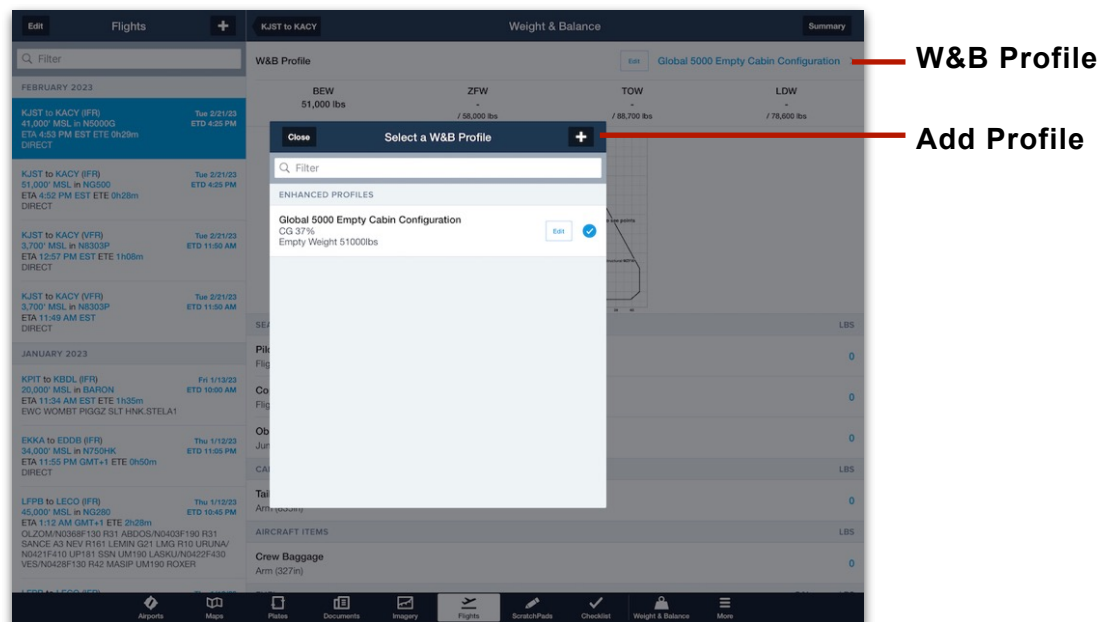 Edit Flights +
Filter
FEBRUARY 2023
KJST to KACY (IFR) Tue 2/21/23
41,000' MSL in N5000G ETD 4:25 PM
ETA 4:53 PM EST ETE 0h29m
DIRECT
KJST to KACY (IFR) Tue 2/21/23
51,000' MSL in NG500 ETD 4:25 PM
ETA 4:52 PM EST ETE 0h28m
DIRECT
KJST to KACY (VFR) Tue 2/21/23
3,700' MSL in N8303P ETD 11:50 AM
ETA 12:57 PM EST ETE 1h08m
DIRECT
KJST to KACY (VFR) Tue 2/21/23
3,700' MSL in N8303P ETD 11:50 AM
ETA 11:49 AM EST
DIRECT
JANUARY 2023
KPIT to KBDL (IFR) Fri 1/13/23
20,000' MSL in BARON ETD 10:00 AM
ETA 11:34 AM EST ETE 1h35m
EWC WOMBT PIGGZ SLT HNK.STELA1
EKKA to EDDB (IFR) Thu 1/12/23
34,000' MSL in N750HK ETD 11:05 PM
ETA 11:55 PM GMT+1 ETE 0h50m
DIRECT
LFPB to LECO (IFR) Thu 1/12/23
45,000' MSL in NG280 ETD 10:45 PM
ETA 1:12 AM GMT+1 ETE 2h28m
OLZOM/N0368F130 R31 ABDOS/N0403F190 R31
SANCE A3 NEV R161 LEMIN G21 LMG R10 URUNA/
N0421F410 UP181 SSN UM190 LASKU/N0422F430
VES/N0428F130 R42 MASIP UM190 ROXER
KJST to KACY Weight & Balance Summary
W&B Profile Edit Global 5000 Empty Cabin Configuration
BEW ZFW TOW LDW
51,000 lbs - - -
/ 58,000 lbs / 88,700 lbs / 78,600 lbs
Close Select a W&B Profile +
Filter
ENHANCED PROFILES
Global 5000 Empty Cabin Configuration
CG 37% Edit
Empty Weight 51000lbs
LBS
0
0
0
LBS
0
AIRCRAFT ITEMS LBS
Crew Baggage
Arm (327in) 0
Airports Maps Plates Documents Imagery Flights ScratchPads Checklist Weight & Balance More
W&B Profile
Add Profile